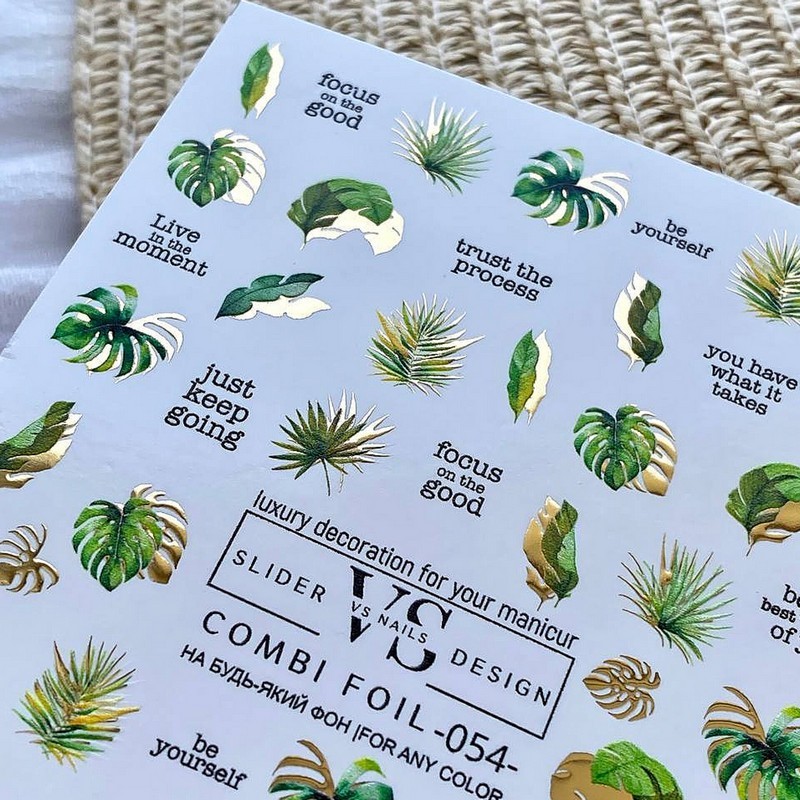 focus
on the
good
be
yourself
Live
in the
moment
trust the
process
you have
what it
takes
just
keep
going
focus
on the
good
luxury decoration for your manicur
SLIDER VS DESIGN
VS NAILS
COMBI FOIL -054-
НА БУДЬ-ЯКИЙ ФОН |FOR ANY COLOR
best
of
be
yourself